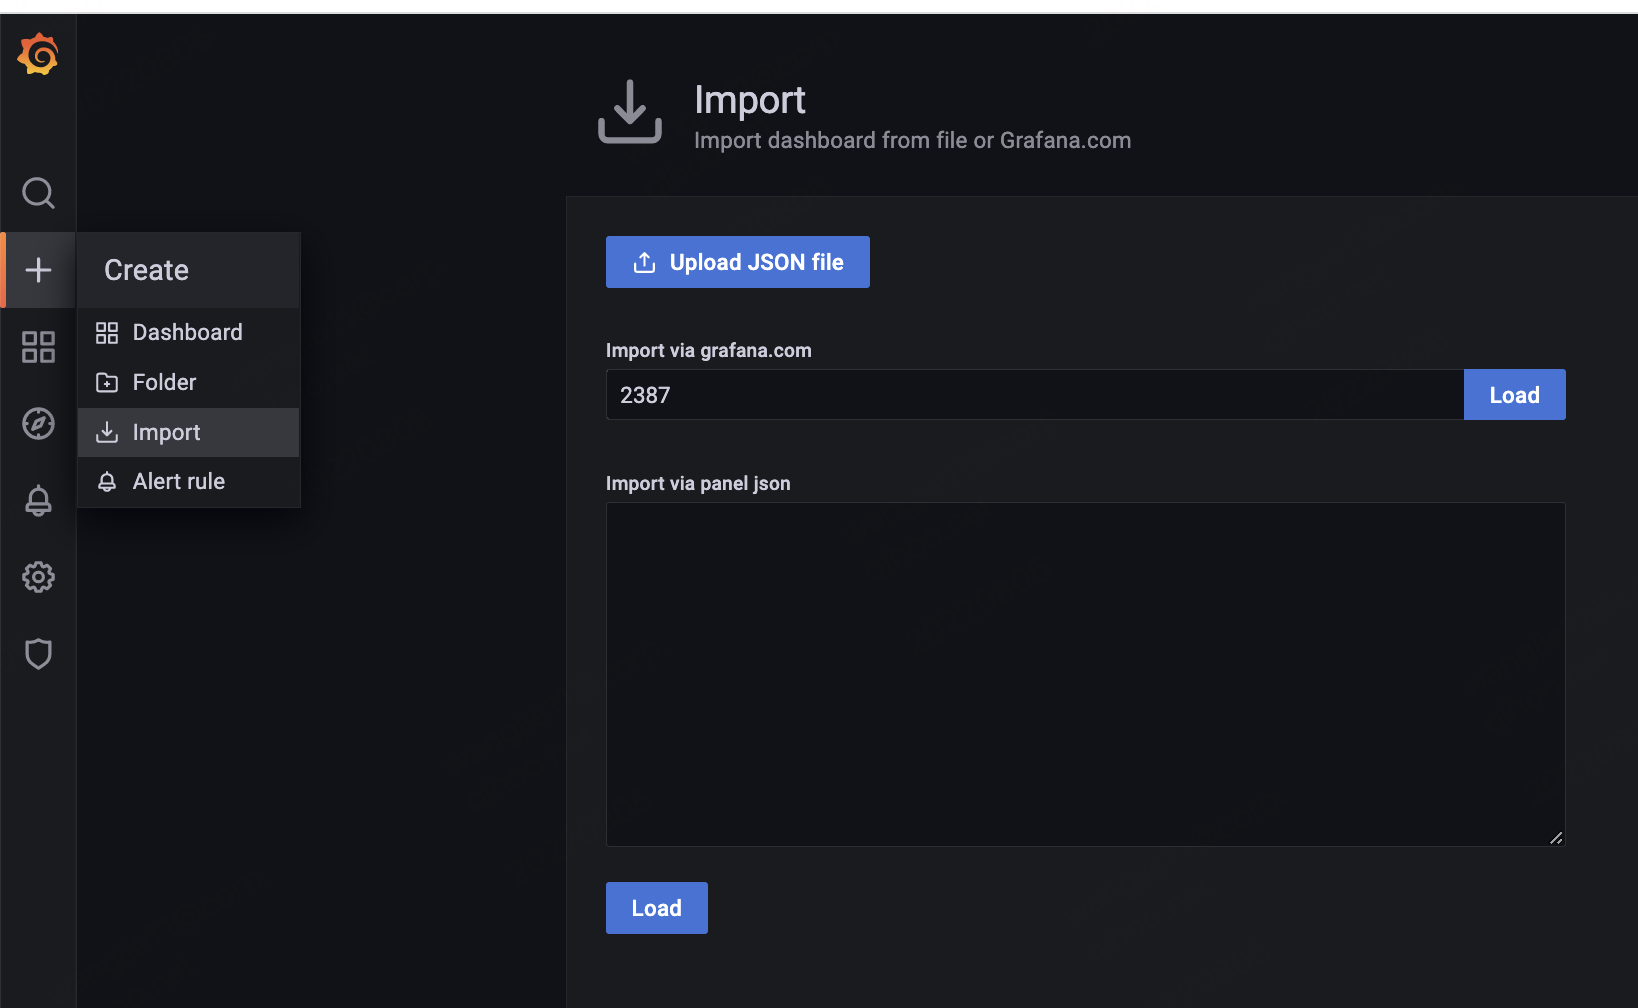 Import
Import dashboard from file or Grafana.com
Create
Dashboard
Folder
Import
Alert rule
Upload JSON file
Import via grafana.com
2387
Load
Import via panel json
Load